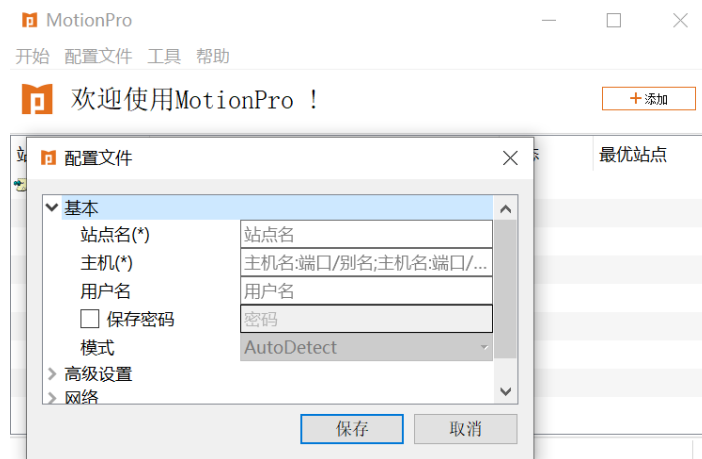 MotionPro
开始 配置文件 工具 帮助
欢迎使用MotionPro !
+添加
最优站点
配置文件
基本
站点名(*) 站点名
主机(*) 主机名:端口/别名;主机名:端口/...
用户名 用户名
保存密码 密码
模式 AutoDetect
高级设置
网络
保存 取消